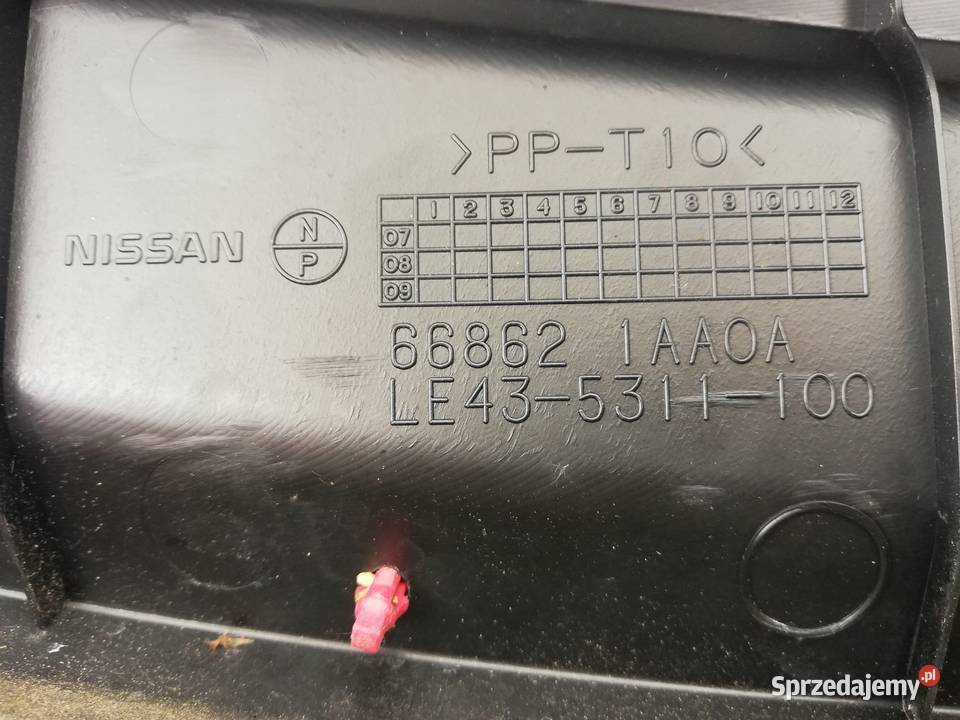 >PP-T10<
1 2 3 4 5 6 7 8 9 10 11 12
07
08
09
NISSAN N P
66862 1AA0A
LE43-5311-100
Sprzedajemy.pl